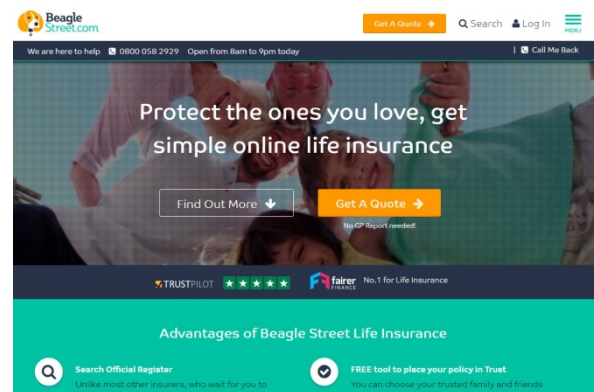 Beagle
Street.com
Get A Quote
Search
Log In
MENU
We are here to help 0800 058 2929 Open from 8am to 9pm today
| Call Me Back
Protect the ones you love, get
simple online life insurance
Find Out More
Get A Quote
No GP Report needed!
TRUSTPILOT
fairer
FINANCE
No.1 for Life Insurance
Advantages of Beagle Street Life Insurance
Search Official Register
Unlike most other insurers, who wait for you to
FREE tool to place your policy in Trust
You can choose your trusted family and friends